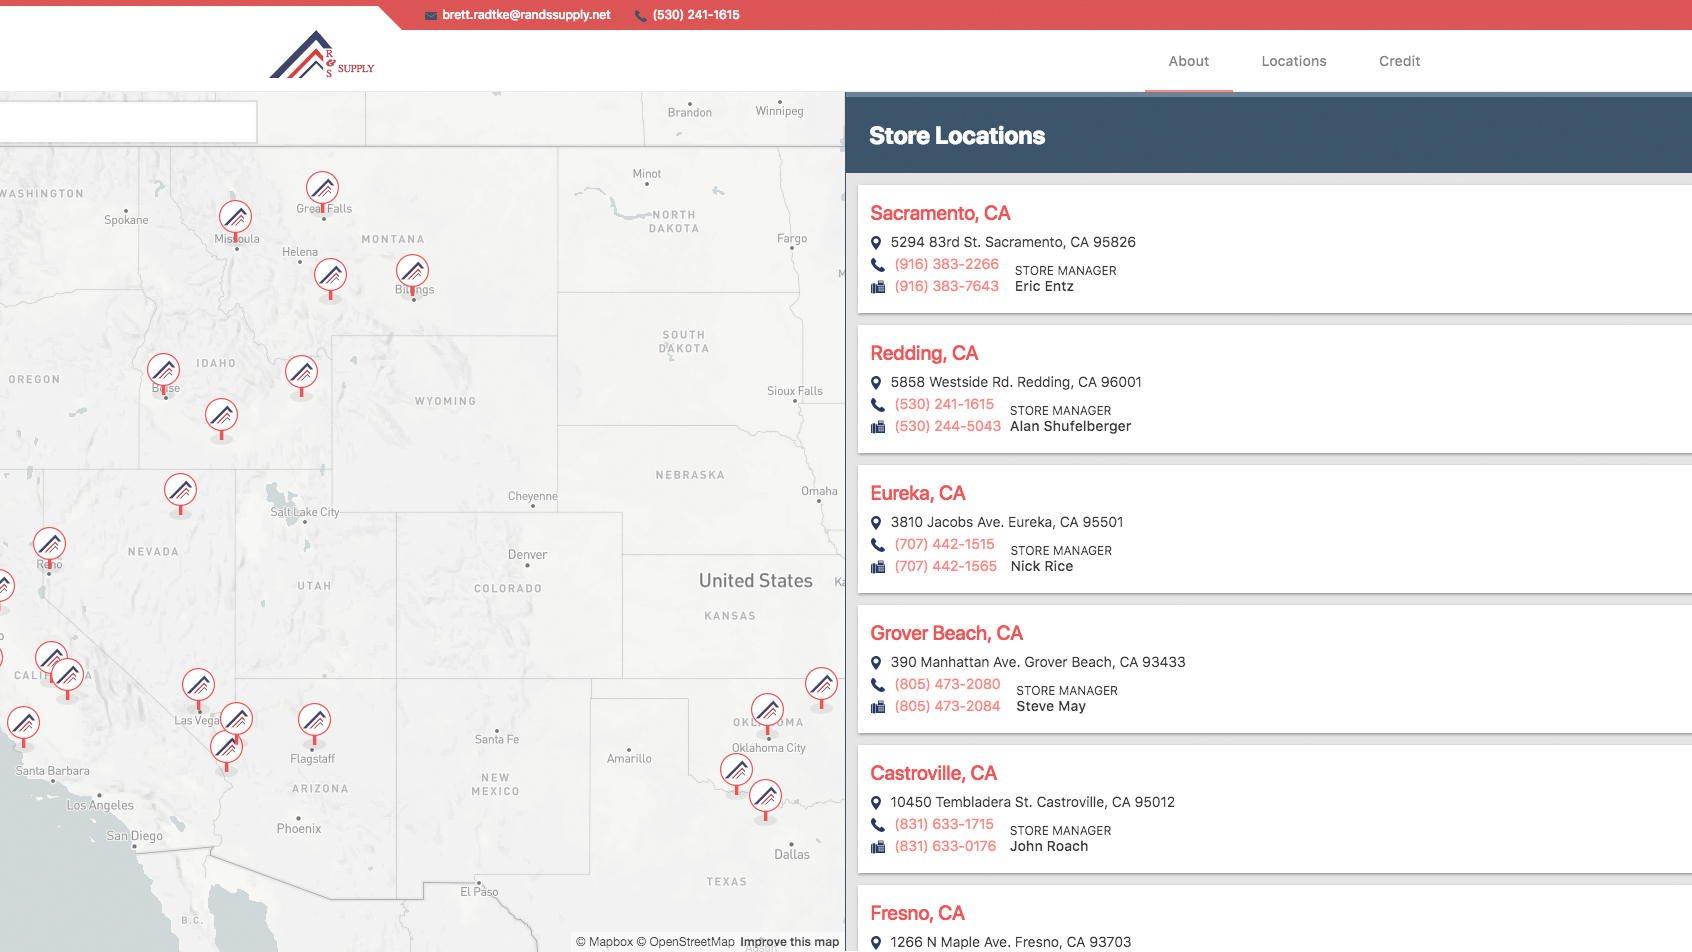 brett.radtke@randssupply.net (530) 241-1615
R
&
S SUPPLY
About Locations Credit
Brandon
Winnipeg
WASHINGTON
Spokane
Great Falls
Missoula
Helena
MONTANA
Billings
Minot
NORTH
DAKOTA
Fargo
SOUTH
DAKOTA
Sioux Falls
OREGON
IDAHO
Boise
WYOMING
NEBRASKA
Omaha
Cheyenne
Salt Lake City
NEVADA
Reno
UTAH
Denver
COLORADO
United States
KANSAS
CALIFORNIA
Las Vegas
Flagstaff
Santa Fe
Amarillo
OKLAHOMA
Oklahoma City
Santa Barbara
Los Angeles
San Diego
ARIZONA
Phoenix
NEW
MEXICO
Dallas
TEXAS
El Paso
B.C.
Austin
© Mapbox © OpenStreetMap Improve this map
Store Locations
Sacramento, CA
5294 83rd St. Sacramento, CA 95826
(916) 383-2266
STORE MANAGER
(916) 383-7643 Eric Entz
Redding, CA
5858 Westside Rd. Redding, CA 96001
(530) 241-1615
STORE MANAGER
(530) 244-5043 Alan Shufelberger
Eureka, CA
3810 Jacobs Ave. Eureka, CA 95501
(707) 442-1515
STORE MANAGER
(707) 442-1565 Nick Rice
Grover Beach, CA
390 Manhattan Ave. Grover Beach, CA 93433
(805) 473-2080
STORE MANAGER
(805) 473-2084 Steve May
Castroville, CA
10450 Tembladera St. Castroville, CA 95012
(831) 633-1715
STORE MANAGER
(831) 633-0176 John Roach
Fresno, CA
1266 N Maple Ave. Fresno, CA 93703